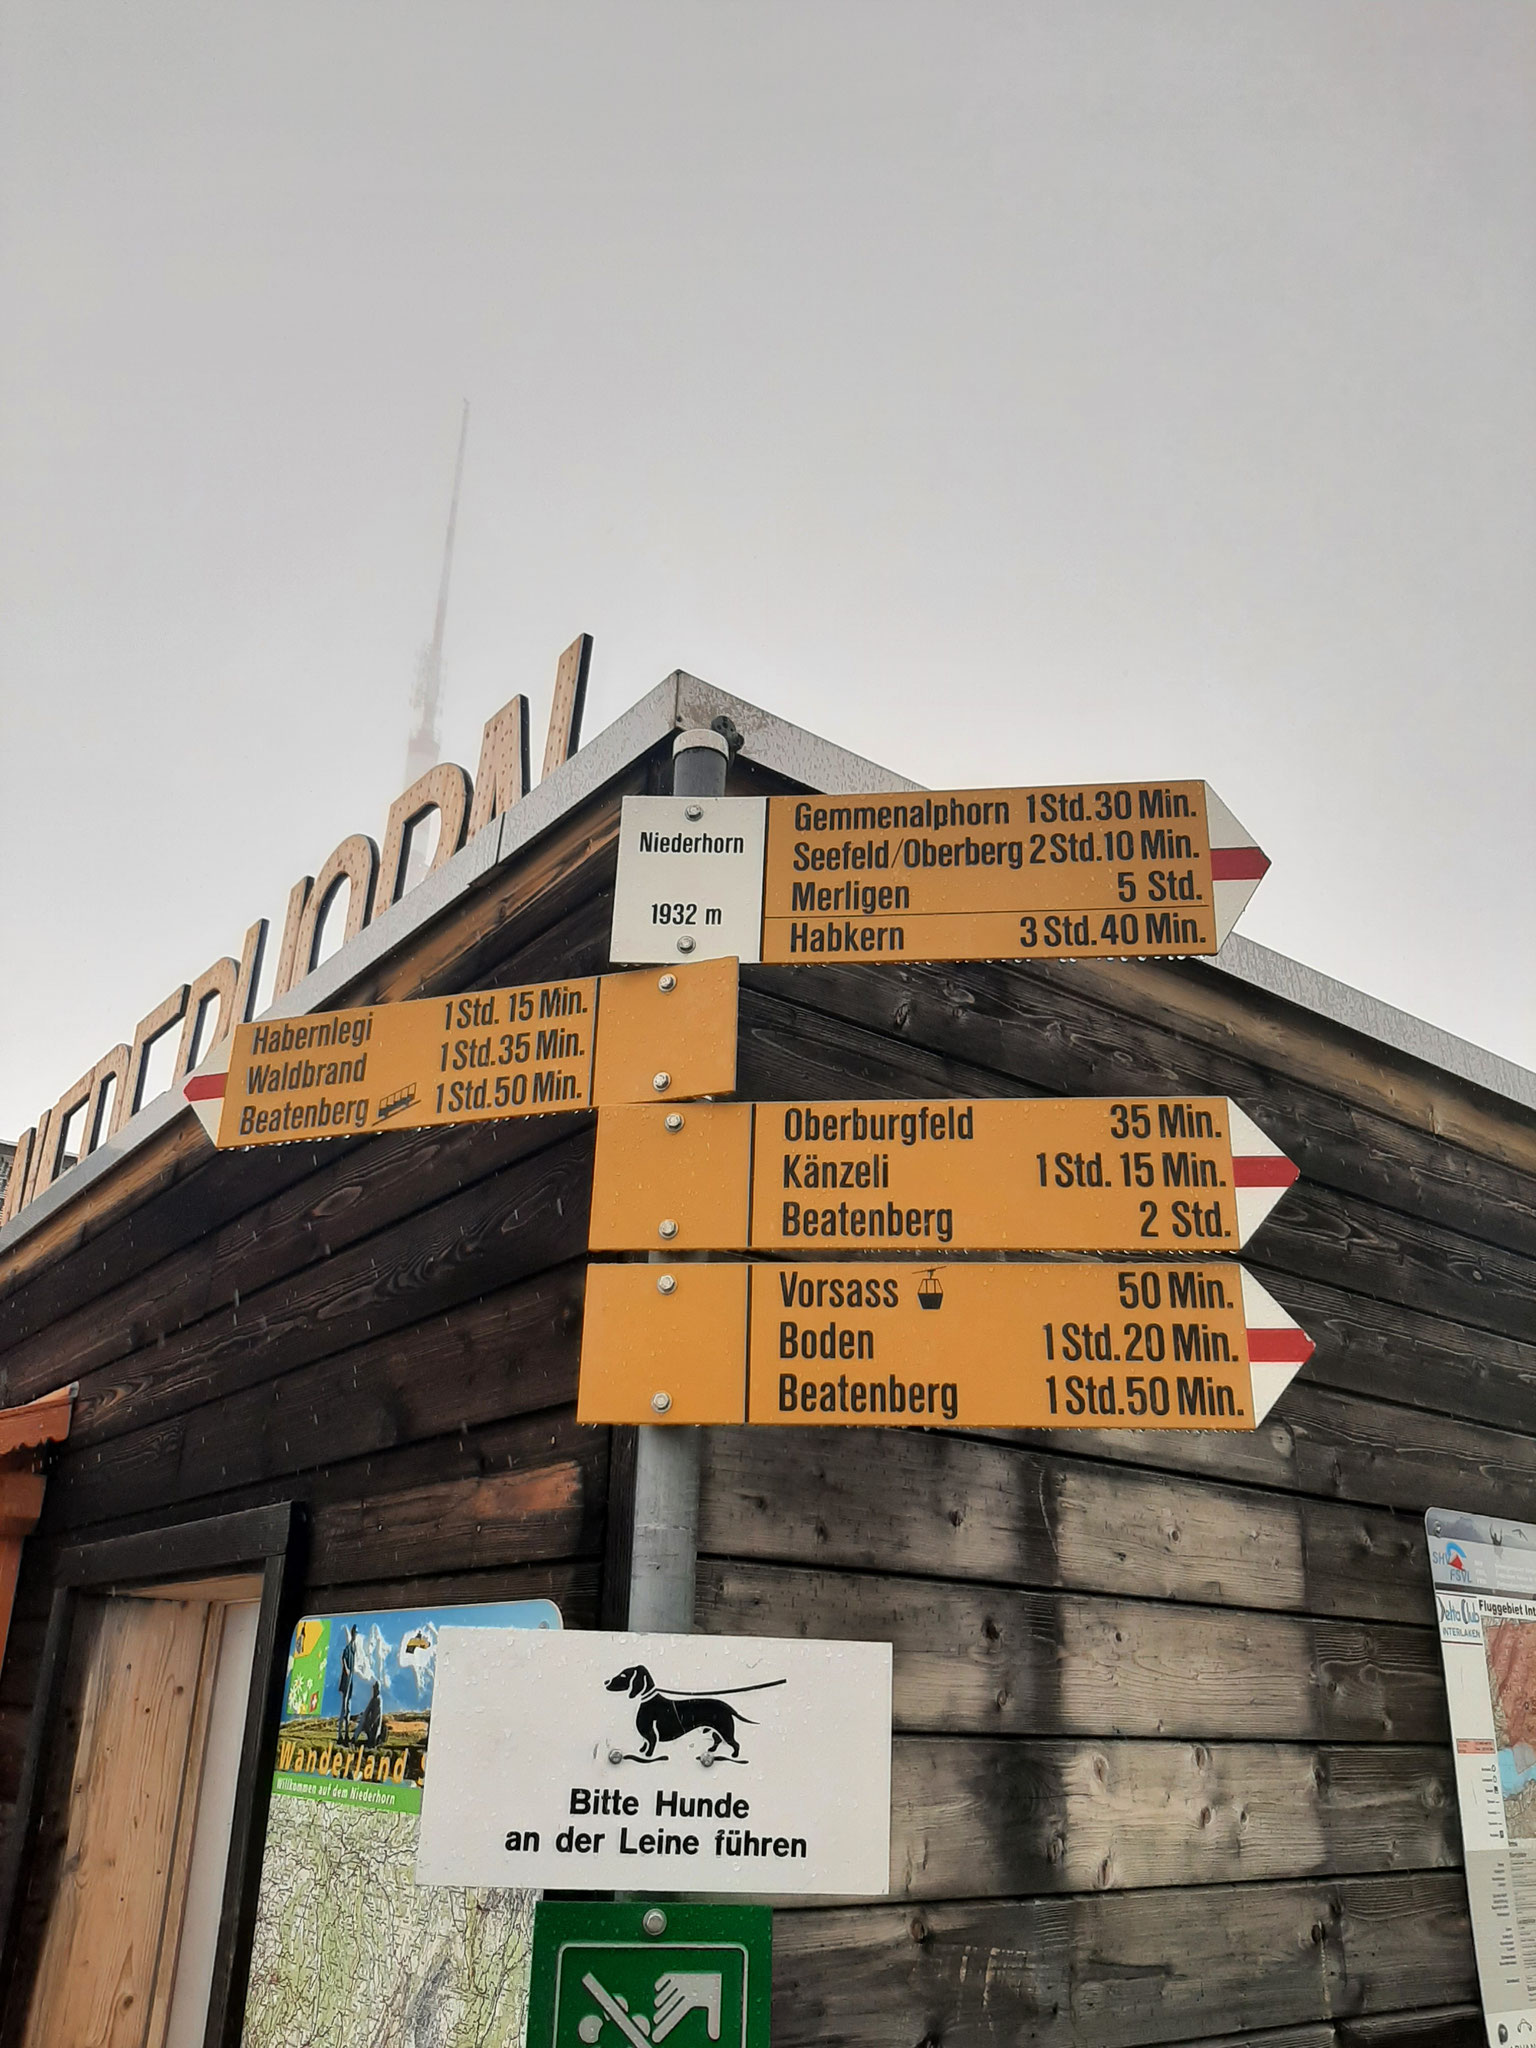 Niederhorn
1932 m
Gemmenalphorn 1 Std. 30 Min.
Seefeld/Oberberg 2 Std. 10 Min.
Merligen 5 Std.
Habkern 3 Std. 40 Min.
Habernlegi 1 Std. 15 Min.
Waldbrand 1 Std. 35 Min.
Beatenberg 1 Std. 50 Min.
Oberburgfeld 35 Min.
Känzeli 1 Std. 15 Min.
Beatenberg 2 Std.
Vorsass 50 Min.
Boden 1 Std. 20 Min.
Beatenberg 1 Std. 50 Min.
Wanderland
Willkommen auf dem Niederhorn
Bitte Hunde
an der Leine führen
SHV
FSVL
Delta Club
INTERLAKEN
Fluggebiet